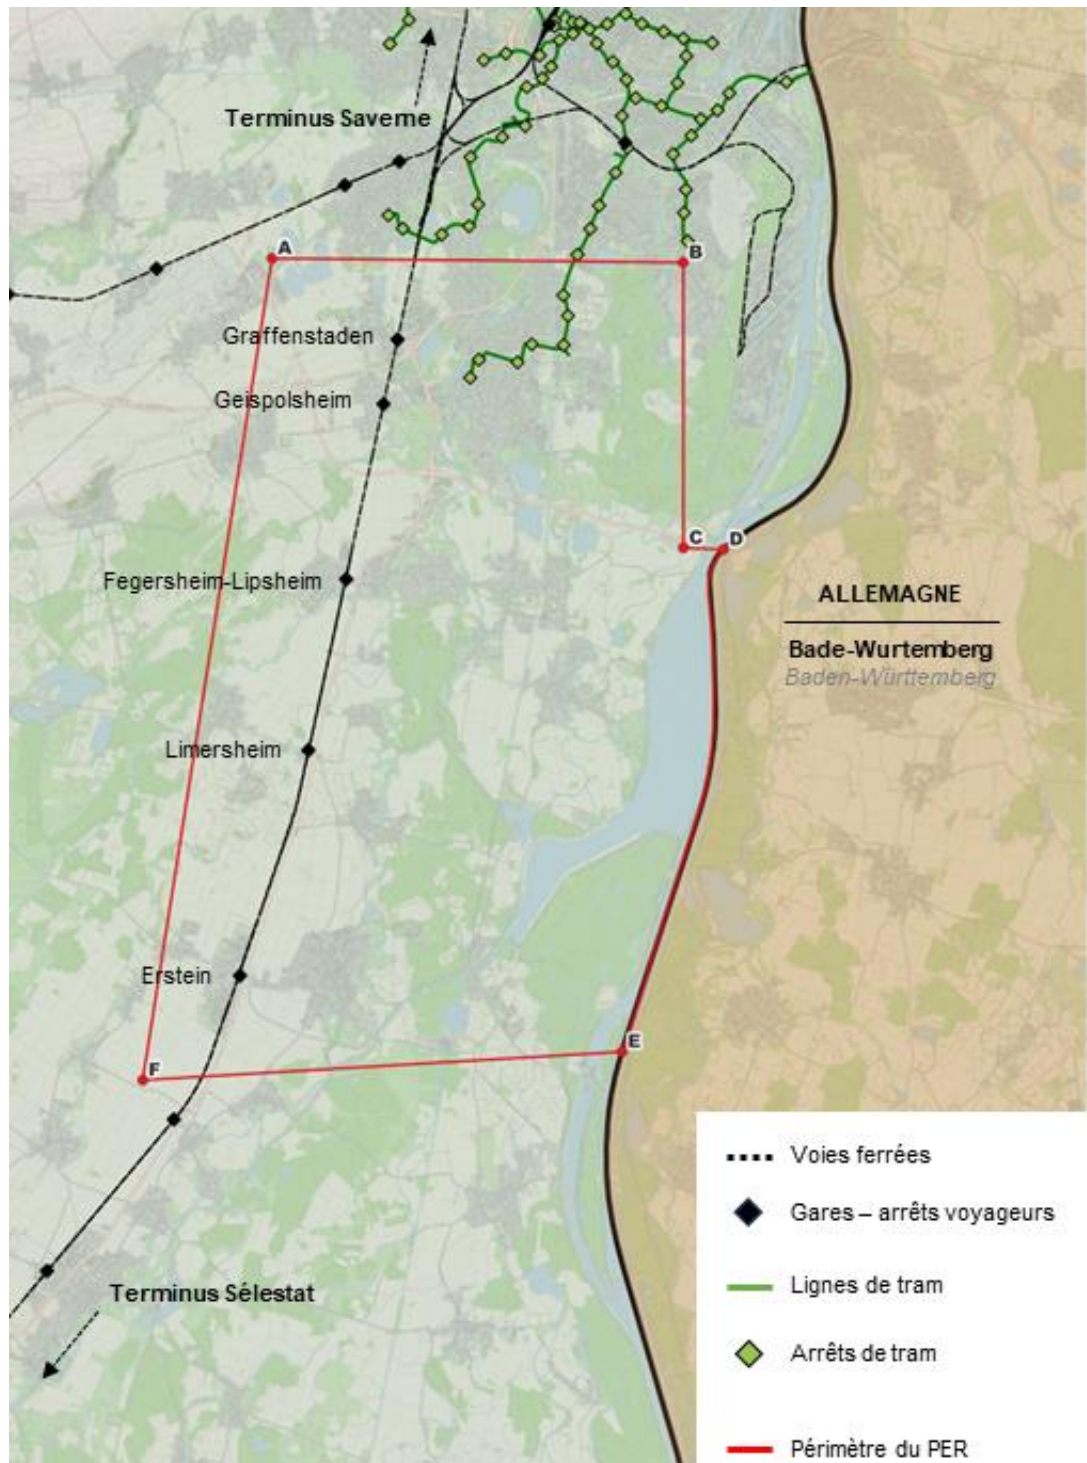 Terminus Saverne
A
B
Graffenstaden
Geispolsheim
C
D
Fegersheim-Lipsheim
ALLEMAGNE
Bade-Wurtemberg
Baden-Württemberg
Limersheim
Erstein
E
F
Voies ferrées
Gares – arrêts voyageurs
Terminus Sélestat
Lignes de tram
Arrêts de tram
Périmètre du PER